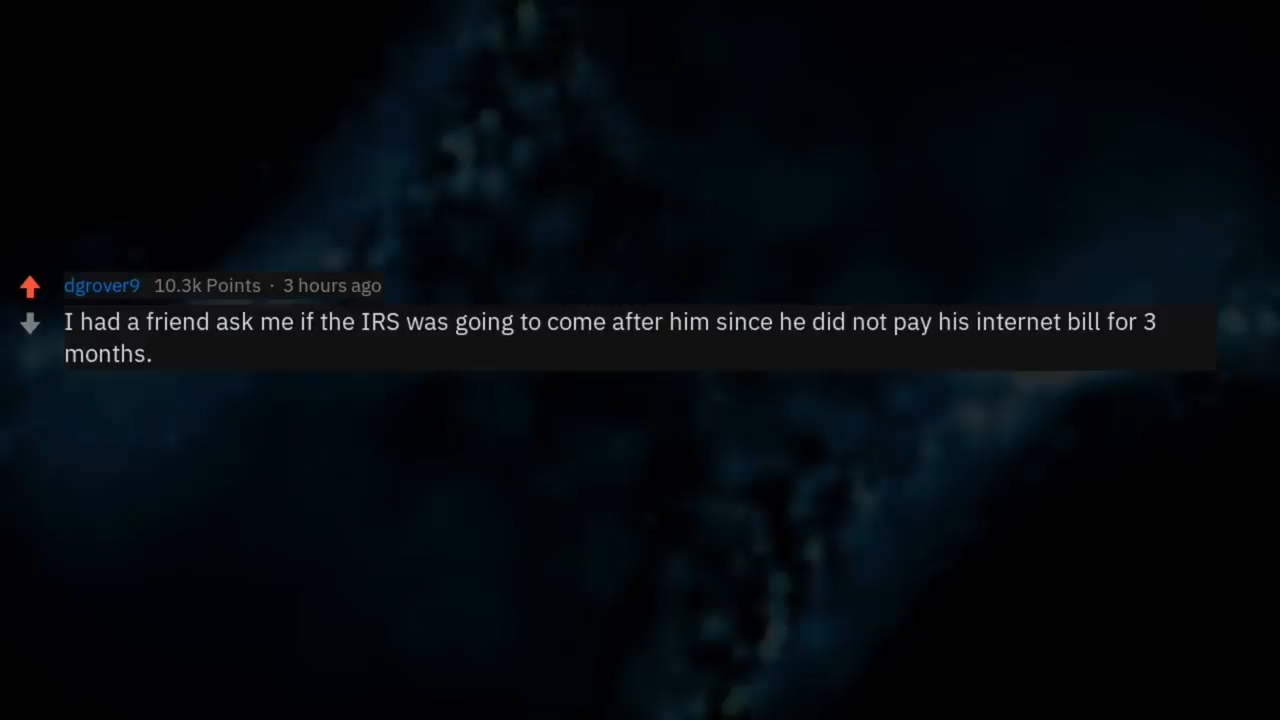 dgrover9 10.3k Points · 3 hours ago
I had a friend ask me if the IRS was going to come after him since he did not pay his internet bill for 3
months.